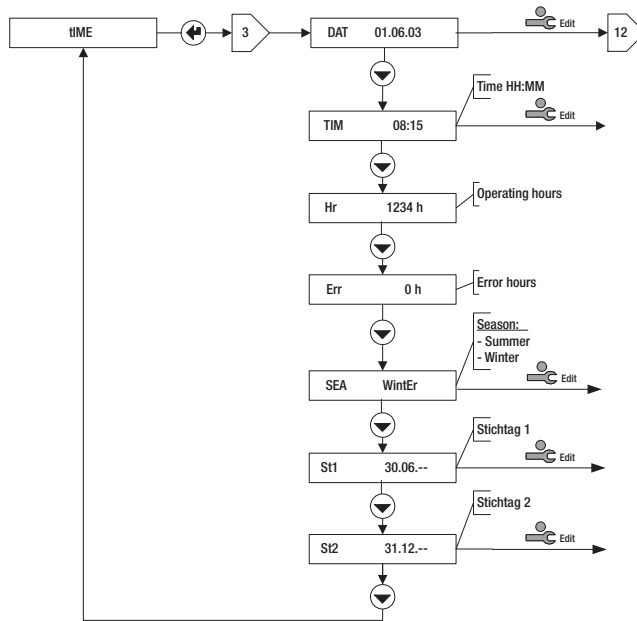 tIME
3
DAT 01.06.03
Edit
12
Time HH:MM
TIM 08:15
Edit
Hr 1234 h
Operating hours
Err 0 h
Error hours
Season:
- Summer
- Winter
SEA WintEr
Edit
Stichtag 1
St1 30.06.--
Edit
Stichtag 2
St2 31.12.--
Edit